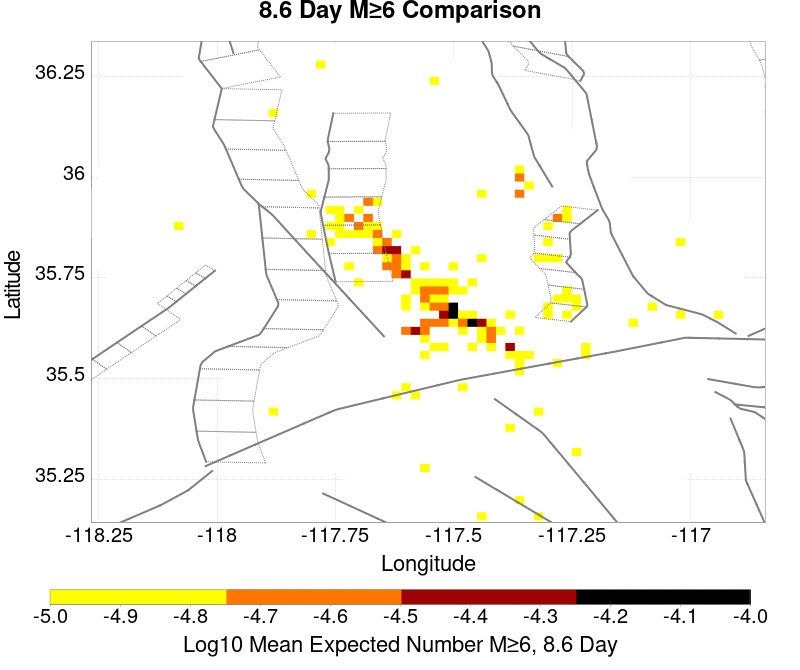 8.6 Day M≥6 Comparison
36.25
36
35.75
35.5
35.25
Latitude
-118.25 -118 -117.75 -117.5 -117.25 -117
Longitude
-5.0 -4.9 -4.8 -4.7 -4.6 -4.5 -4.4 -4.3 -4.2 -4.1 -4.0
Log10 Mean Expected Number M≥6, 8.6 Day